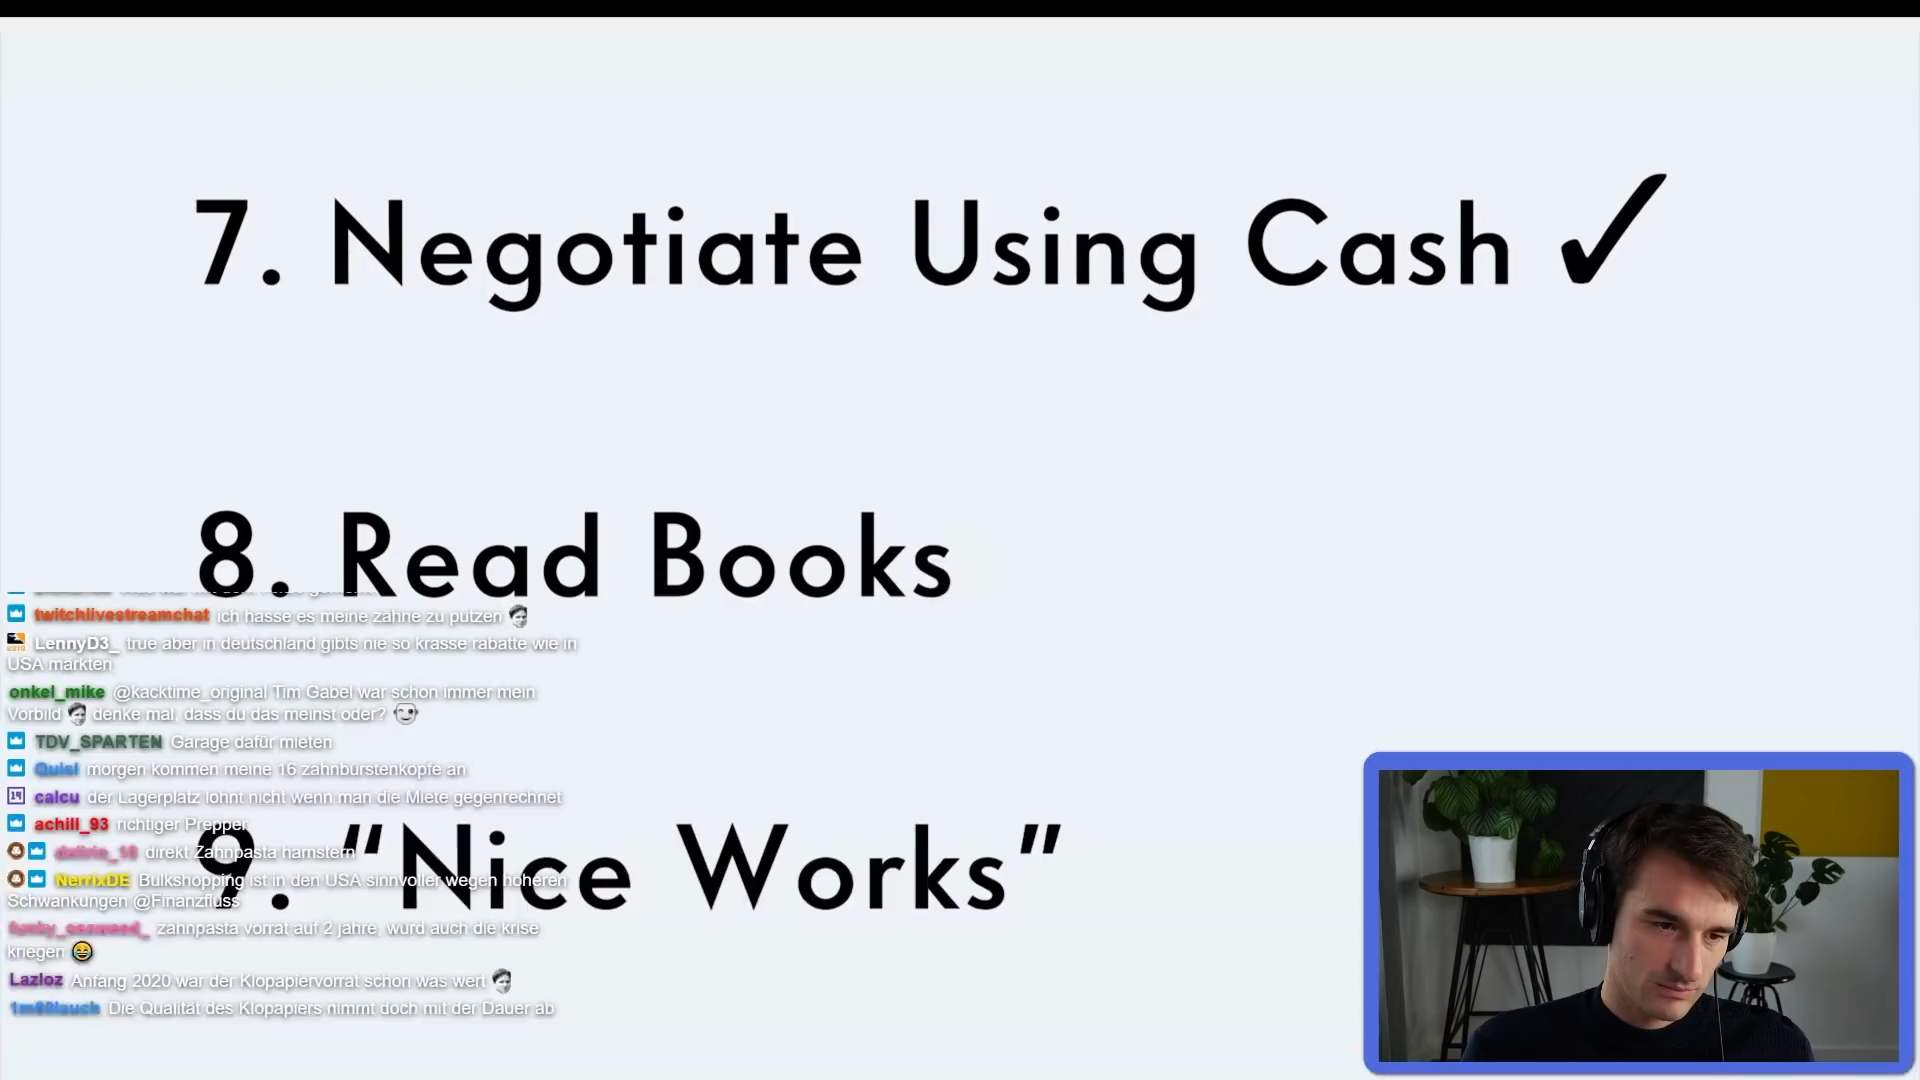 7. Negotiate Using Cash ✓
8. Read Books
twitchlivestreamchat ich hasse es meine zähne zu putzen
LennyD3_ true aber in deutschland gibts nie so krasse rabatte wie in
USA märkten
onkel_mike @kacktime_original Tim Gabel war schon immer mein
Vorbild denke mal, dass du das meinst oder?
TDV_SPARTEN Garage dafür mieten
Quisl morgen kommen meine 16 zahnbürstenköpfe an
calcu der Lagerplatz lohnt nicht wenn man die Miete gegenrechnet
achill_93 richtiger Prepper
9. “Nice Works”
direkt Zahnpasta hamstern
NerrixDE Bulkshopping ist in den USA sinnvoller wegen höheren
Schwankungen @Finanzfluss
zahnpasta vorrat auf 2 jahre, würd auch die krise
kriegen 😂
Lazloz Anfang 2020 war der Klopapiervorrat schon was wert
Die Qualität des Klopapiers nimmt doch mit der Dauer ab